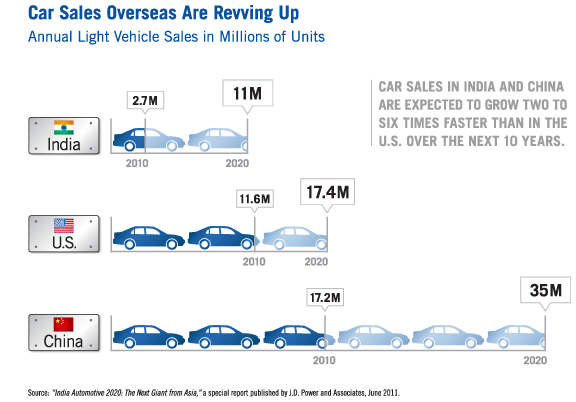 Car Sales Overseas Are Revving Up
Annual Light Vehicle Sales in Millions of Units
CAR SALES IN INDIA AND CHINA
ARE EXPECTED TO GROW TWO TO
SIX TIMES FASTER THAN IN THE
U.S. OVER THE NEXT 10 YEARS.
2.7M
11M
India
2010
2020
11.6M
17.4M
U.S.
2010
2020
17.2M
35M
China
2010
2020
Source: "India Automotive 2020: The Next Giant from Asia," a special report published by J.D. Power and Associates, June 2011.